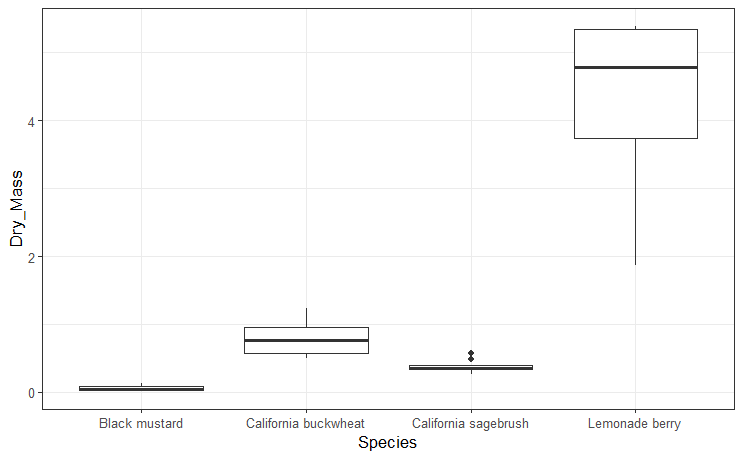 Dry_Mass
4
2
0
Black mustard
California buckwheat
California sagebrush
Lemonade berry
Species